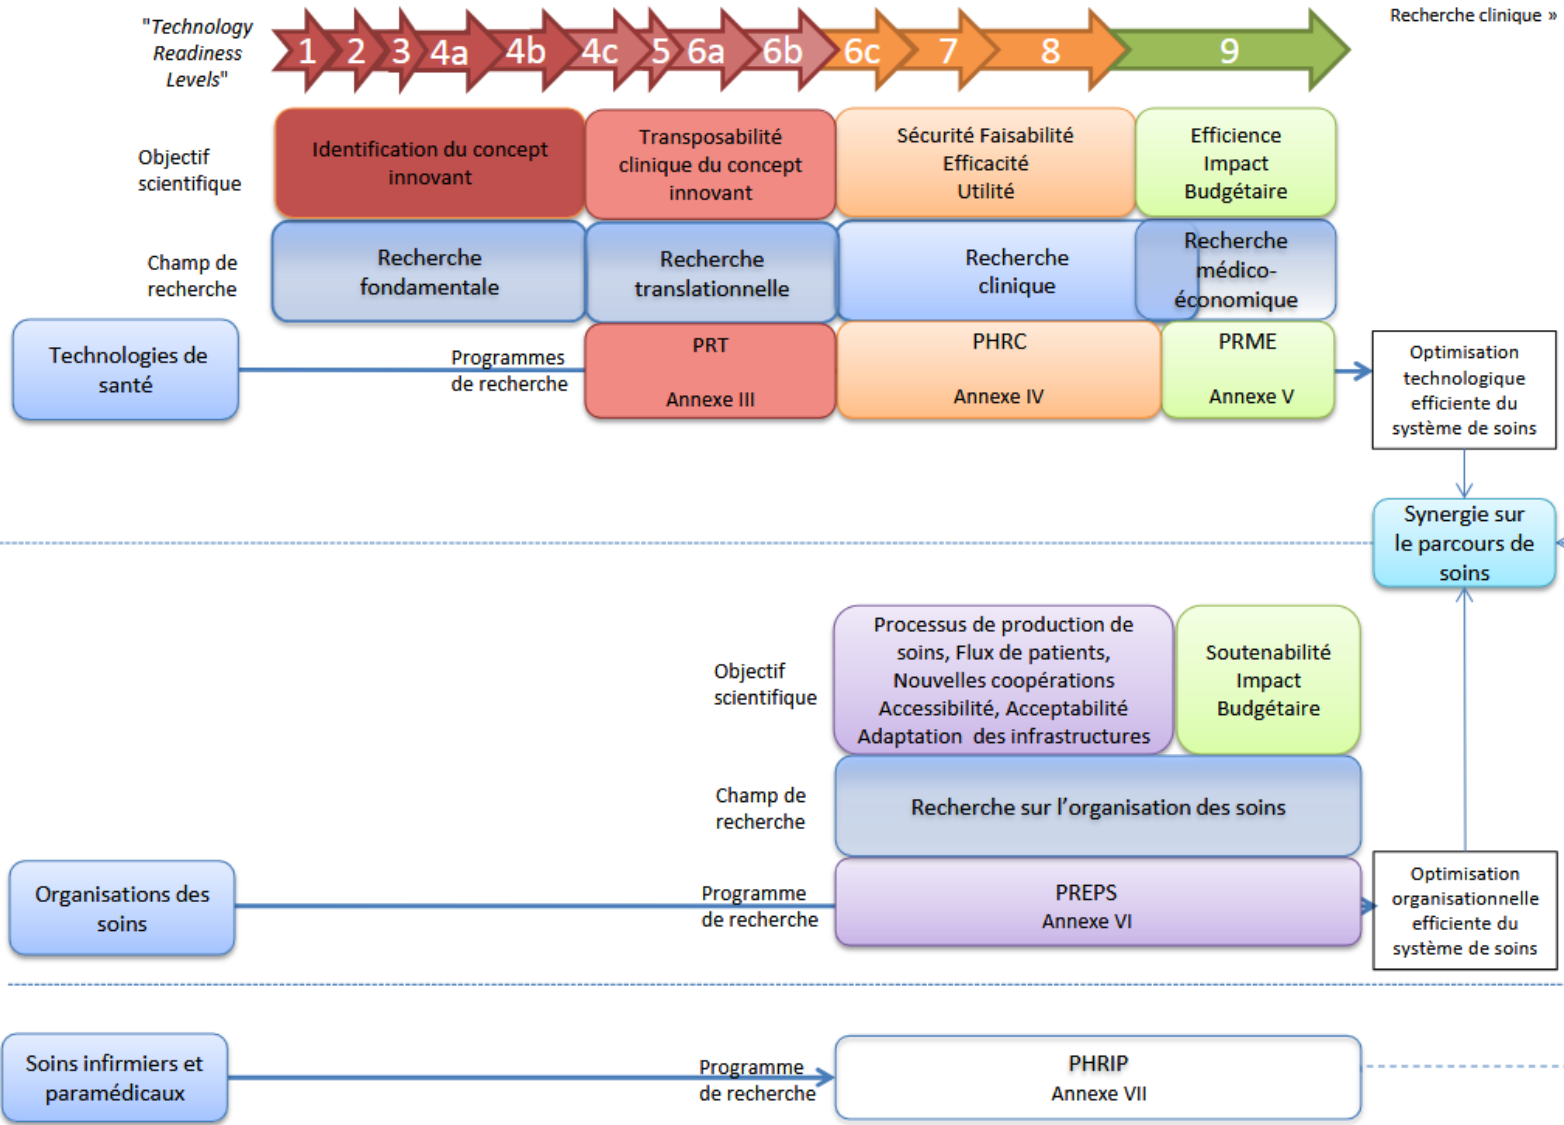 Recherche clinique »
"Technology
Readiness
Levels"
1 2 3 4a 4b 4c 5 6a 6b 6c 7 8 9
Objectif
scientifique
Identification du concept
innovant
Transposabilité
clinique du concept
innovant
Sécurité Faisabilité
Efficacité
Utilité
Efficience
Impact
Budgétaire
Champ de
recherche
Recherche
fondamentale
Recherche
translationnelle
Recherche
clinique
Recherche
médico-
économique
Technologies de
santé
Programmes
de recherche
PRT
Annexe III
PHRC
Annexe IV
PRME
Annexe V
Optimisation
technologique
efficiente du
système de soins
Synergie sur
le parcours de
soins
Objectif
scientifique
Processus de production de
soins, Flux de patients,
Nouvelles coopérations
Accessibilité, Acceptabilité
Adaptation des infrastructures
Soutenabilité
Impact
Budgétaire
Champ de
recherche
Recherche sur l'organisation des soins
Organisations des
soins
Programme
de recherche
PREPS
Annexe VI
Optimisation
organisationnelle
efficiente du
système de soins
Soins infirmiers et
paramédicaux
Programme
de recherche
PHRIP
Annexe VII